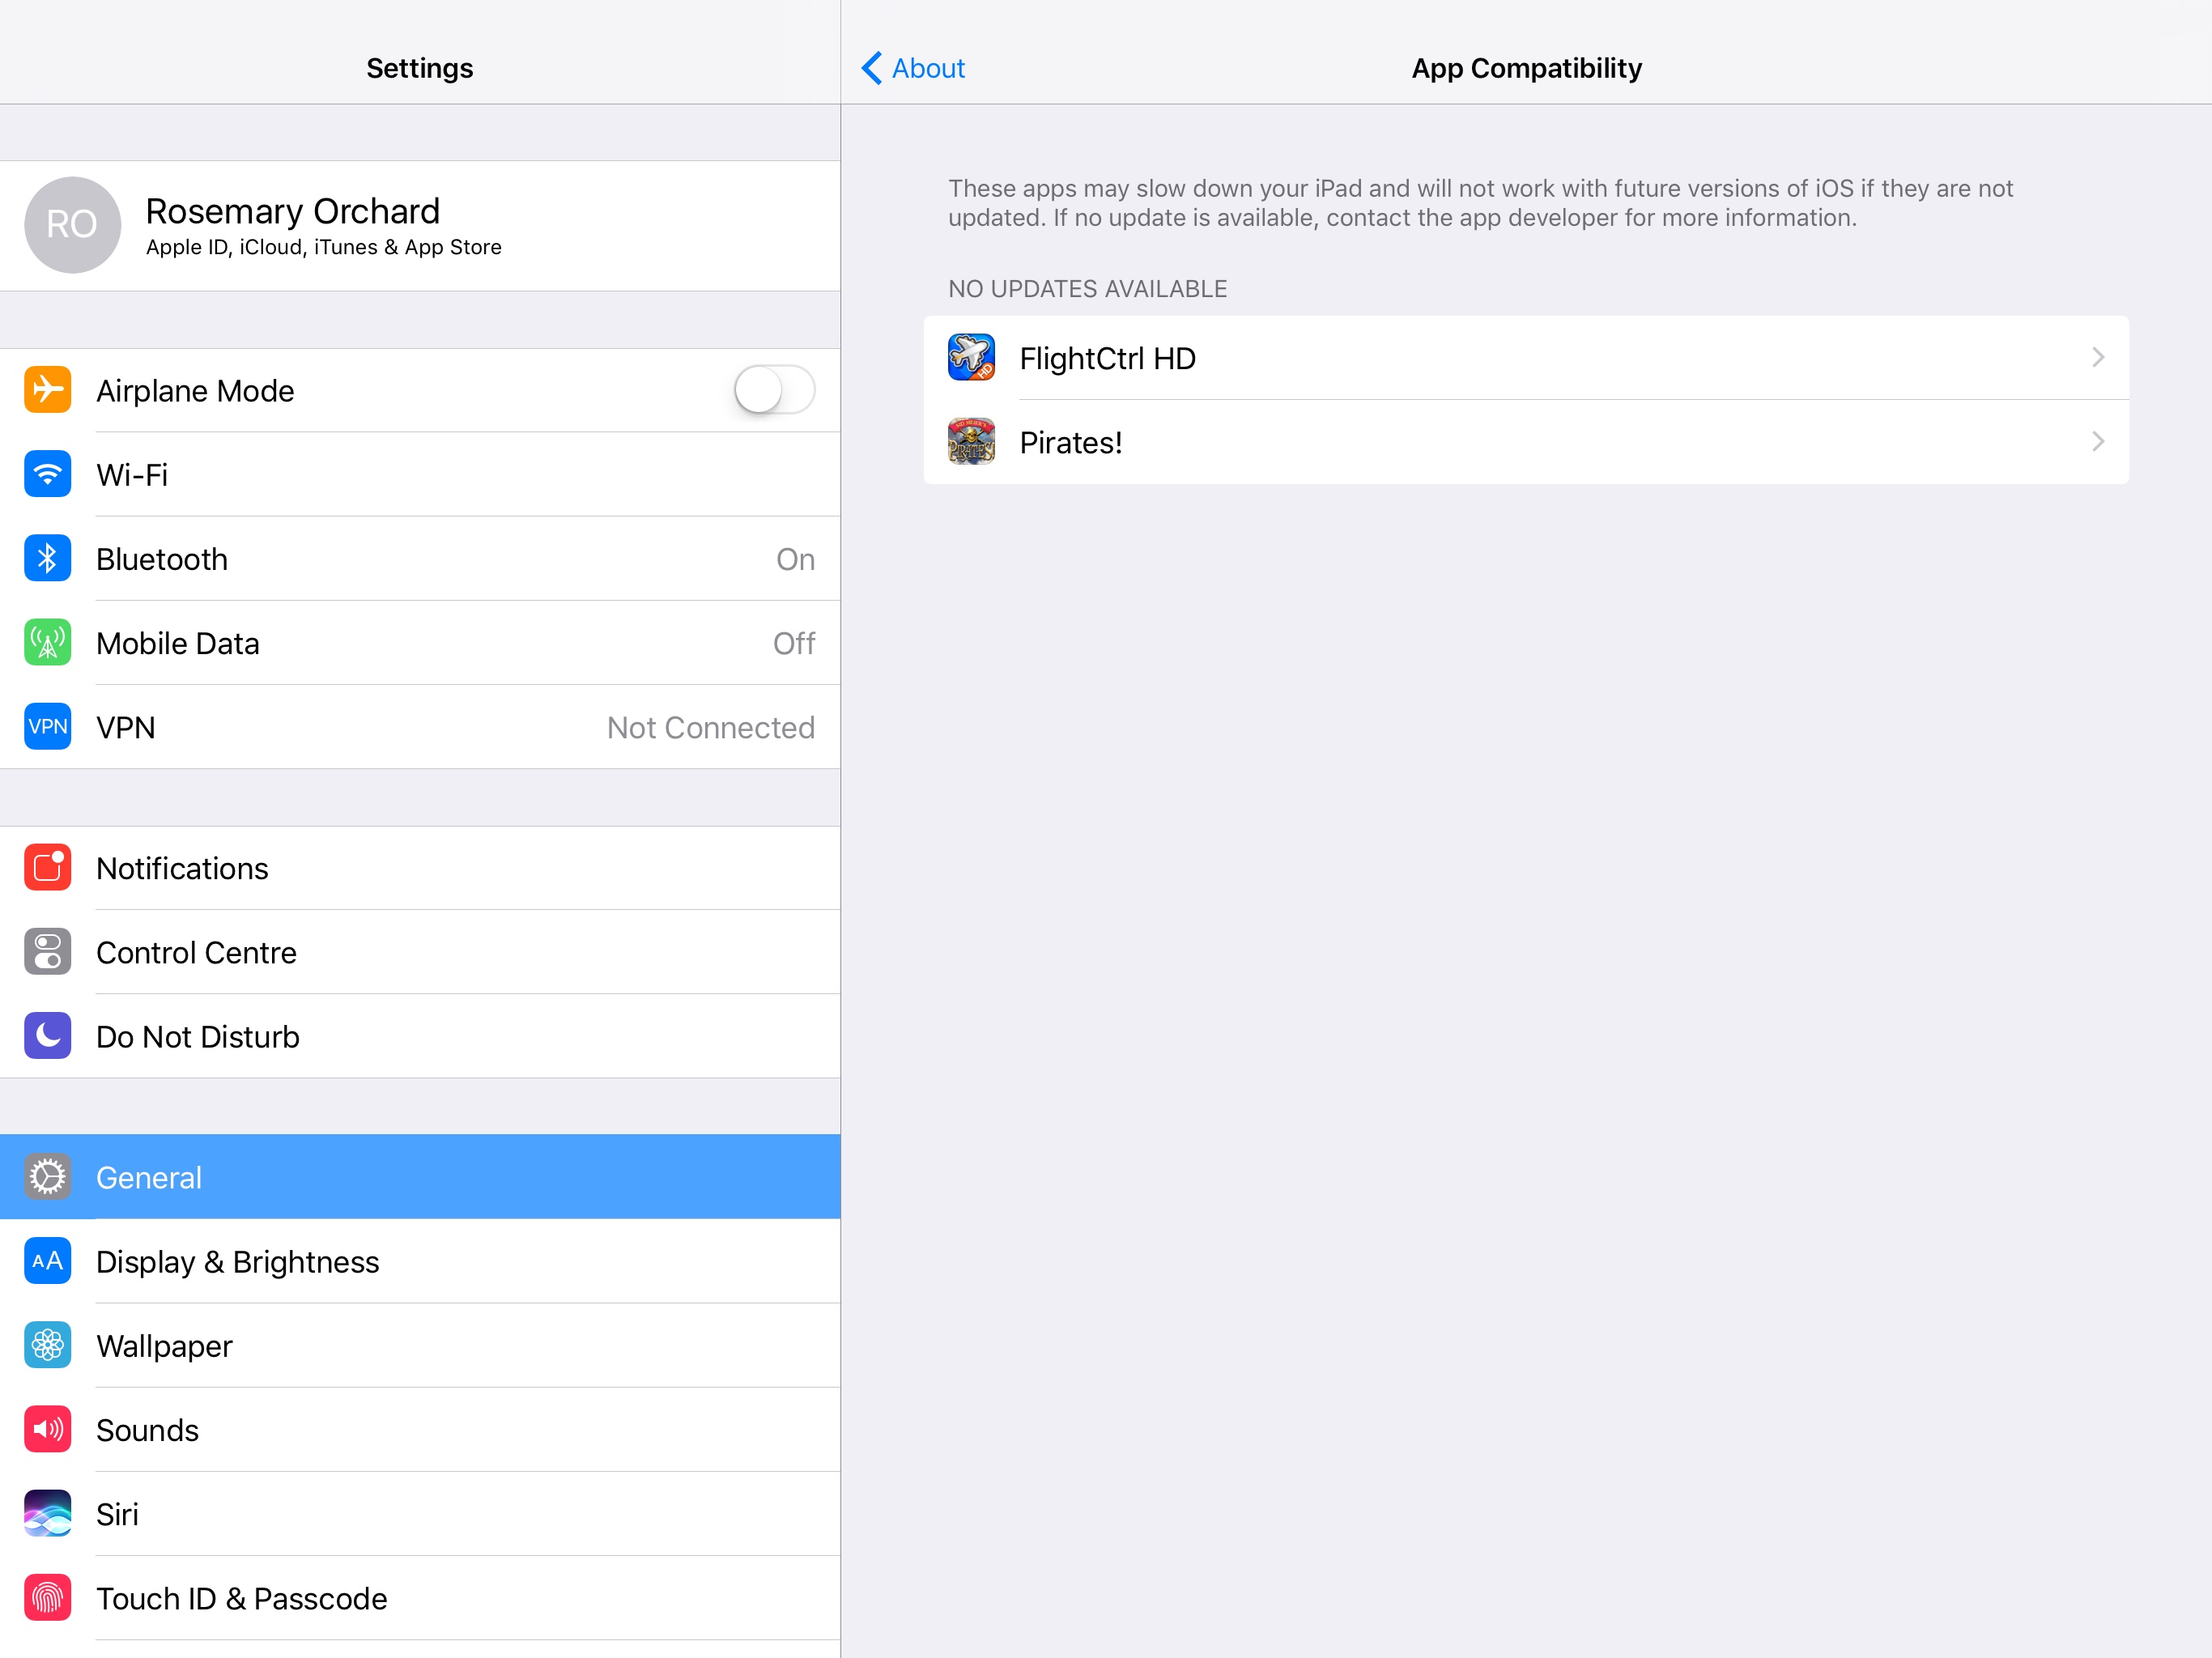 Settings
RO
Rosemary Orchard
Apple ID, iCloud, iTunes & App Store
Airplane Mode
Wi-Fi
Bluetooth On
Mobile Data Off
VPN VPN Not Connected
Notifications
Control Centre
Do Not Disturb
General
AA Display & Brightness
Wallpaper
Sounds
Siri
Touch ID & Passcode
About
App Compatibility
These apps may slow down your iPad and will not work with future versions of iOS if they are not
updated. If no update is available, contact the app developer for more information.
NO UPDATES AVAILABLE
HD
FlightCtrl HD
SID MEIER'S
PIRATES!
Pirates!